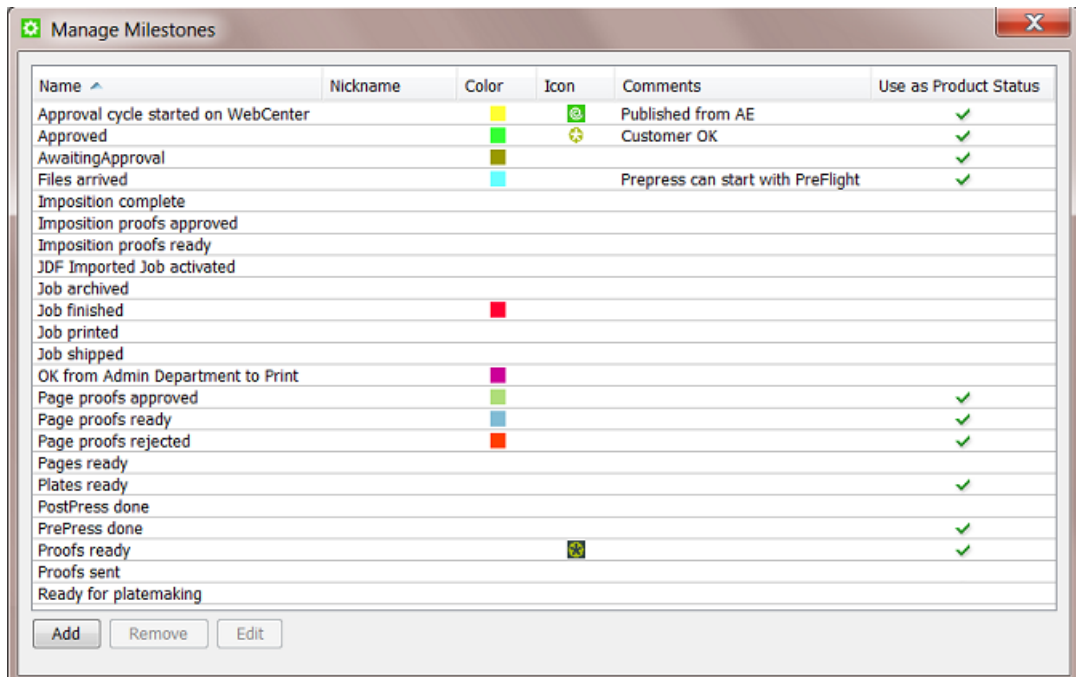 Manage Milestones
Name Nickname Color Icon Comments Use as Product Status
Approval cycle started on WebCenter Published from AE
Approved Customer OK
AwaitingApproval
Files arrived Prepress can start with PreFlight
Imposition complete
Imposition proofs approved
Imposition proofs ready
JDF Imported Job activated
Job archived
Job finished
Job printed
Job shipped
OK from Admin Department to Print
Page proofs approved
Page proofs ready
Page proofs rejected
Pages ready
Plates ready
PostPress done
PrePress done
Proofs ready
Proofs sent
Ready for platemaking
Add Remove Edit